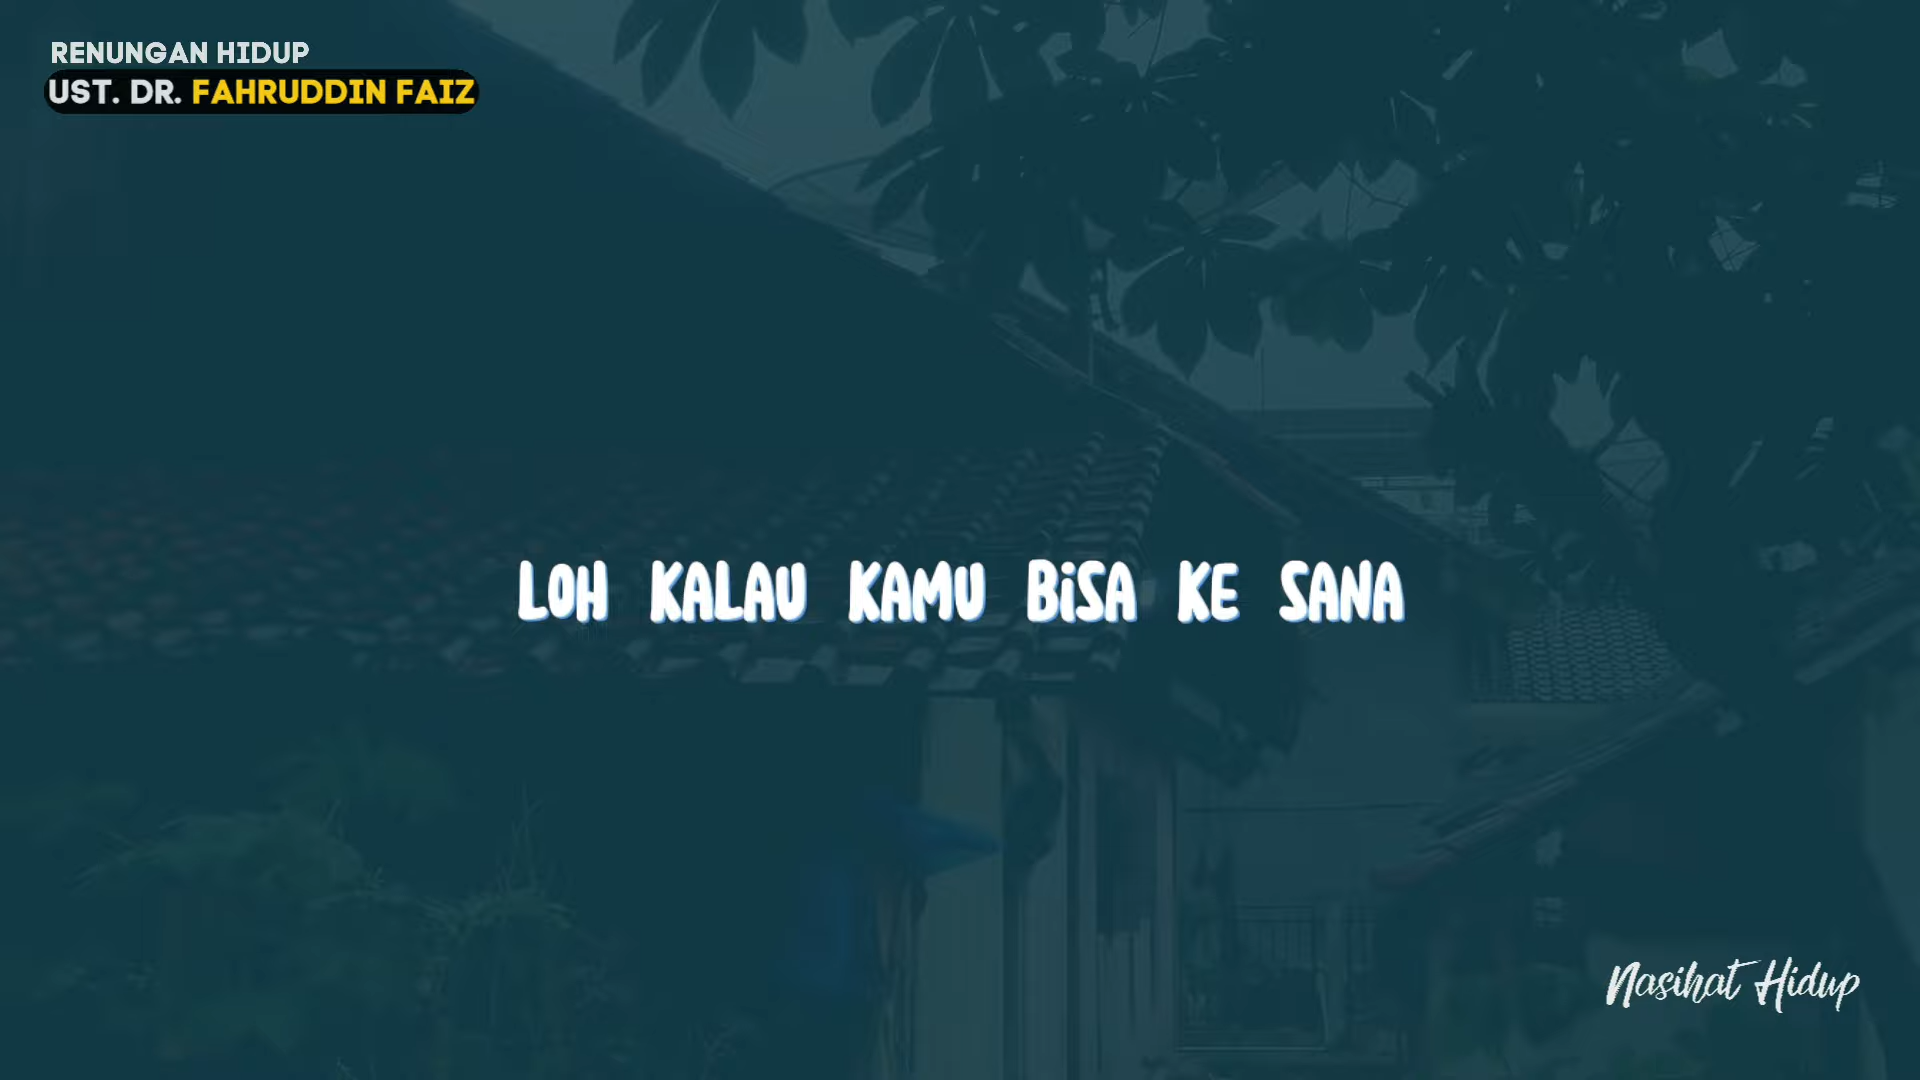 RENUNGAN HIDUP
UST. DR. FAHRUDDIN FAIZ
LOH KALAU KAMU BiSA KE SANA
Nasihat Hidup